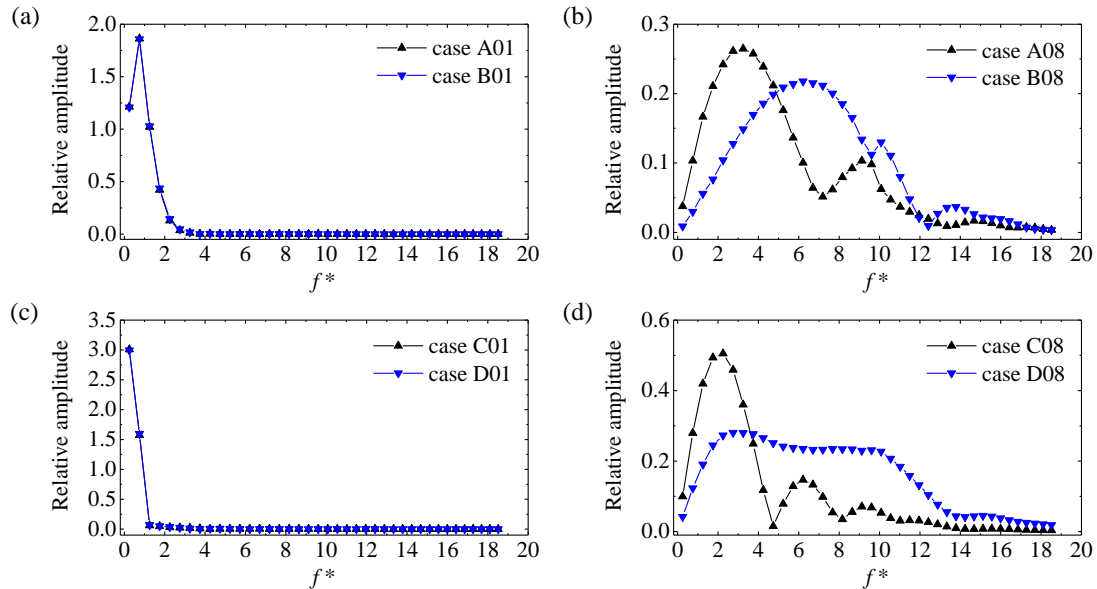 (a)
Relative amplitude
2.0
1.5
1.0
0.5
0.0
case A01
case B01
0 2 4 6 8 10 12 14 16 18 20
f*
(b)
Relative amplitude
0.3
0.2
0.1
0.0
case A08
case B08
0 2 4 6 8 10 12 14 16 18 20
f*
(c)
Relative amplitude
3.5
3.0
2.5
2.0
1.5
1.0
0.5
0.0
case C01
case D01
0 2 4 6 8 10 12 14 16 18 20
f*
(d)
Relative amplitude
0.6
0.4
0.2
0.0
case C08
case D08
0 2 4 6 8 10 12 14 16 18 20
f*